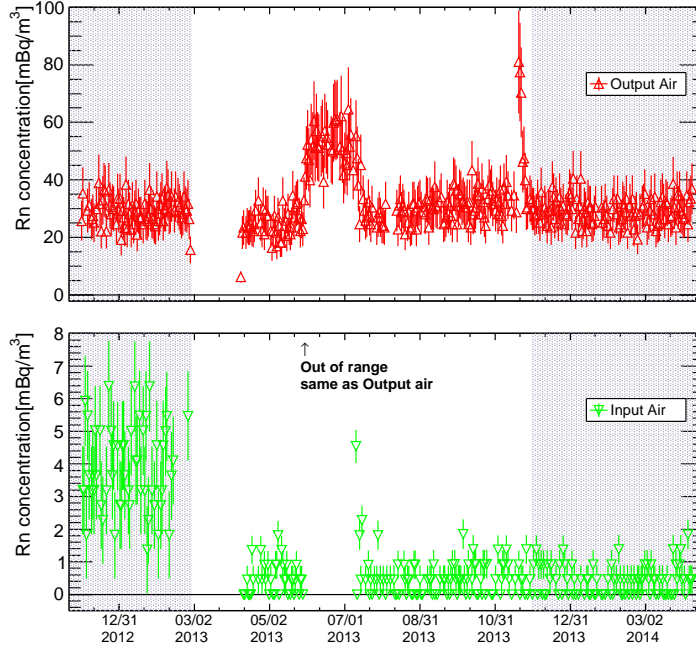 Rn concentration[mBq/m³]
100
80
60
40
20
0
Output Air
Rn concentration[mBq/m³]
8
7
6
5
4
3
2
1
0
↑
Out of range
same as Output air
Input Air
12/31 03/02 05/02 07/01 08/31 10/31 12/31 03/02
2012 2013 2013 2013 2013 2013 2013 2014